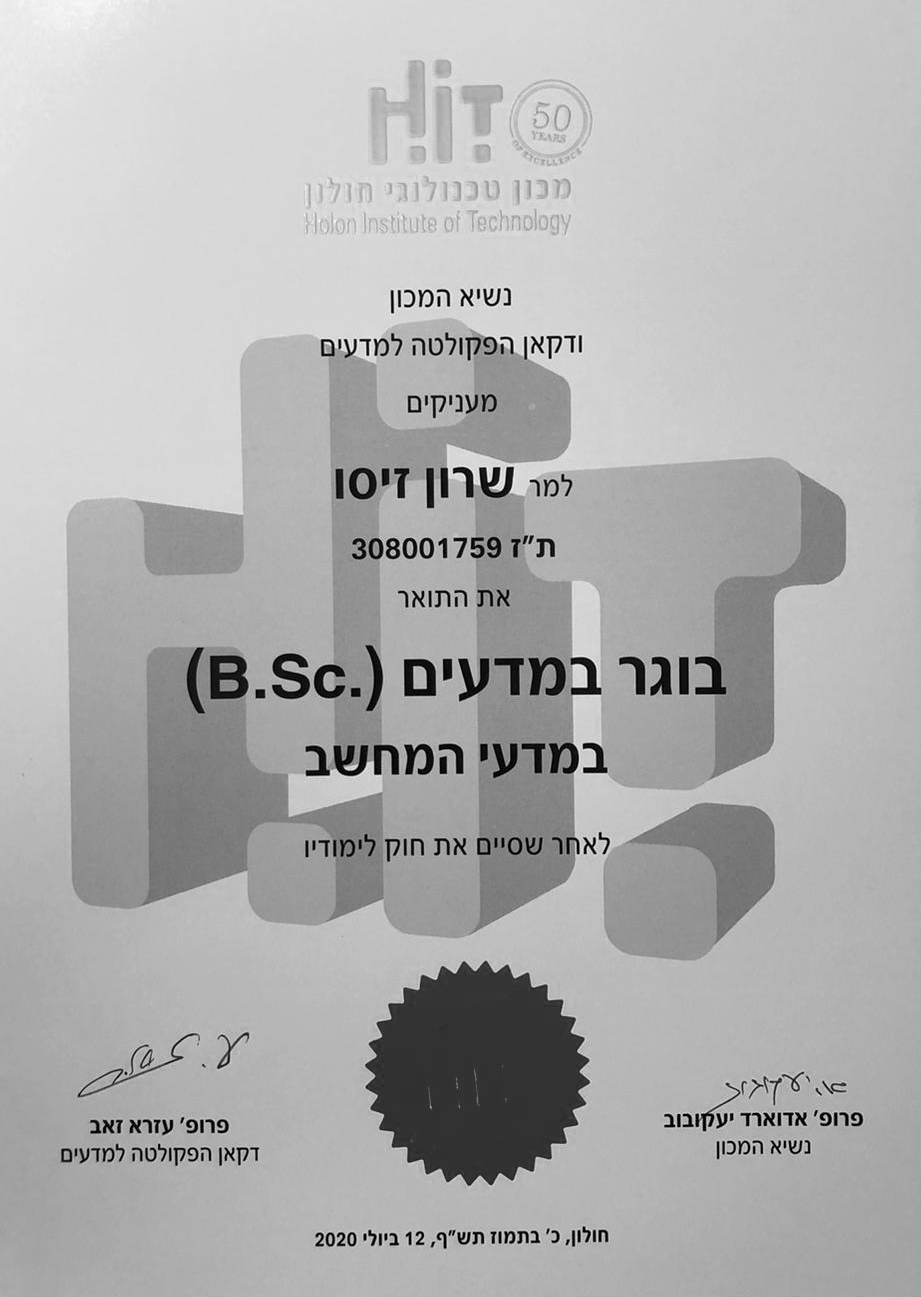 HiT
50
YEARS
OF EXCELLENCE
מכון טכנולוגי חולון
Holon Institute of Technology
נשיא המכון
ודקאן הפקולטה למדעים
מעניקים
למר שרון זיסו
ת״ז 308001759
את התואר
בוגר במדעים (B.Sc.)
במדעי המחשב
לאחר שסיים את חוק לימודיו
פרופ׳ אדוארד יעקובוב
נשיא המכון
פרופ׳ עזרא זאב
דקאן הפקולטה למדעים
חולון, כ׳ בתמוז תש״ף, 12 ביולי 2020